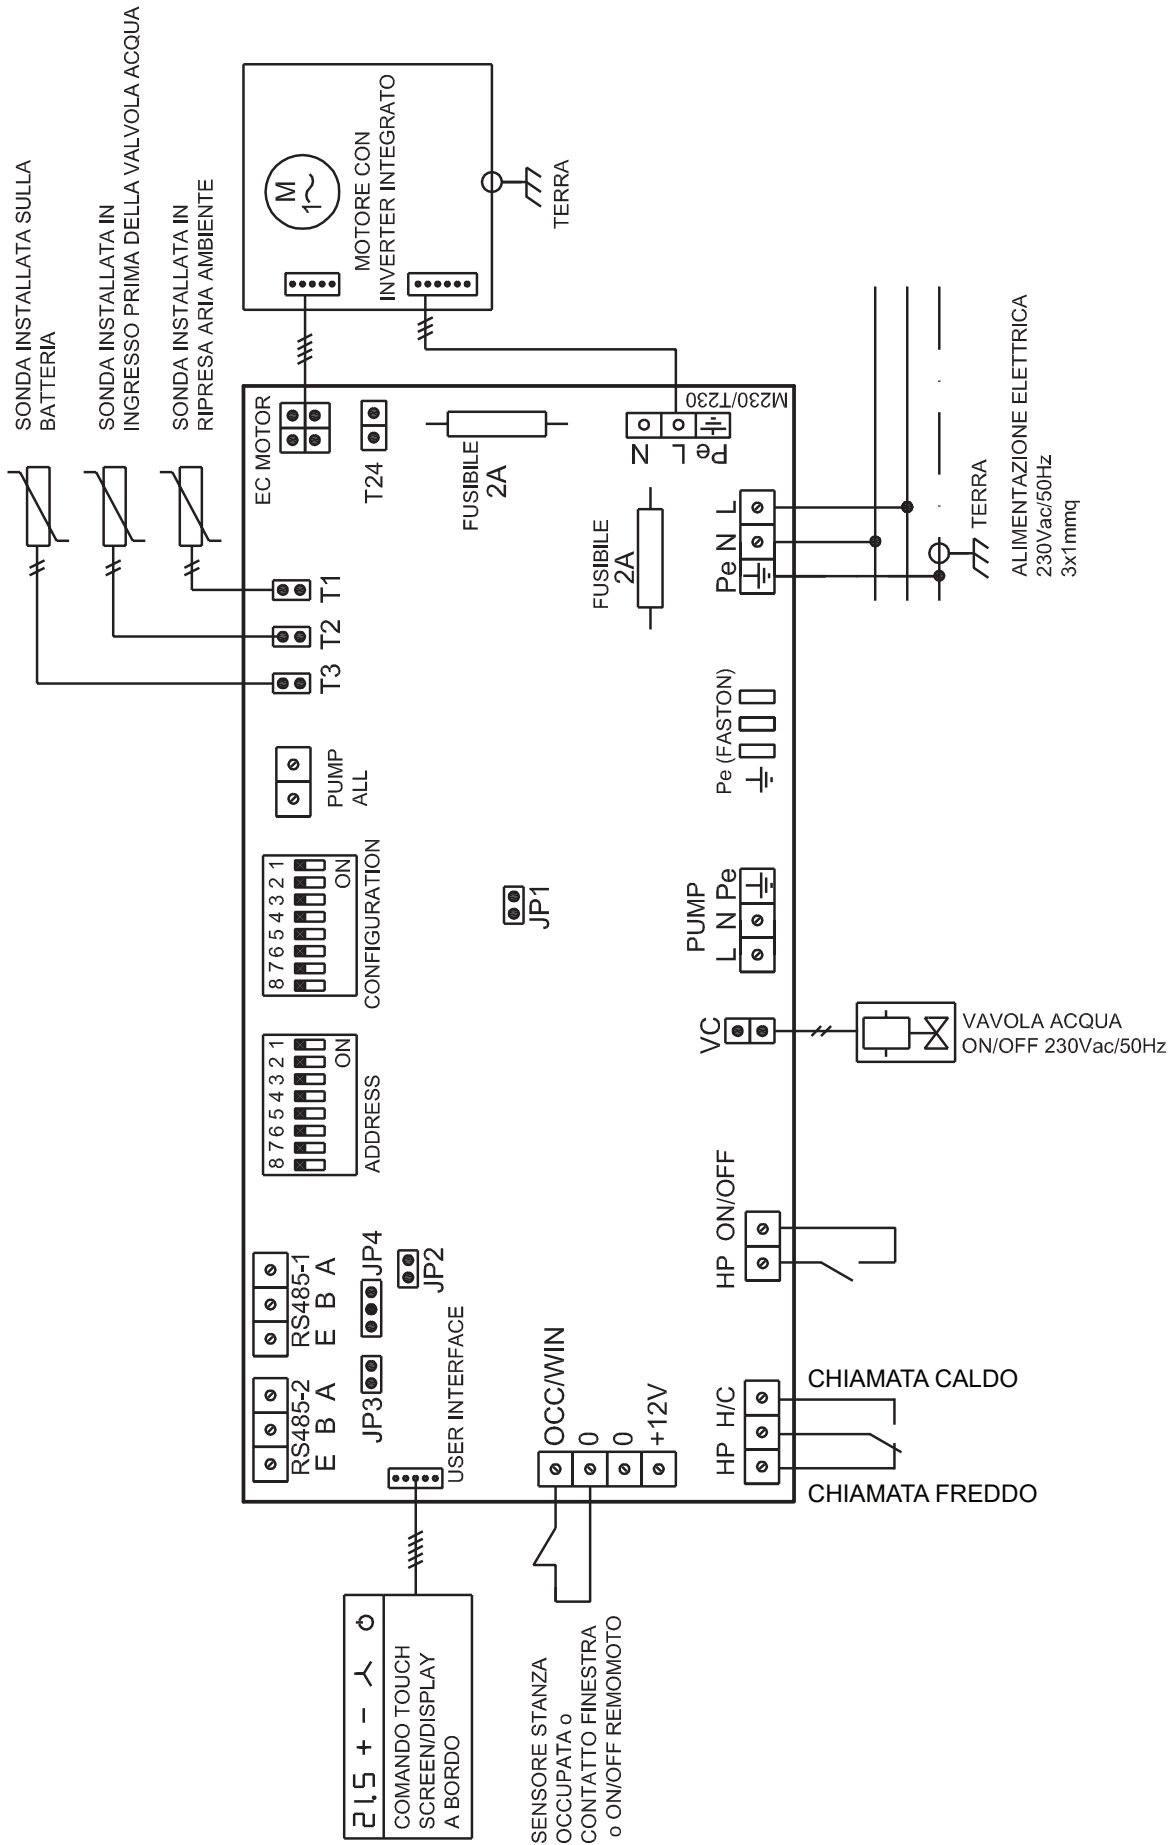 SONDA INSTALLATA SULLA
BATTERIA
SONDA INSTALLATA IN
INGRESSO PRIMA DELLA VALVOLA ACQUA
SONDA INSTALLATA IN
RIPRESA ARIA AMBIENTE
M
1~
MOTORE CON
INVERTER INTEGRATO
TERRA
EC MOTOR
T24
FUSIBILE
2A
M230/T230
N L Pe
T3
T2
T1
FUSIBILE
2A
Pe N L
TERRA
ALIMENTAZIONE ELETTRICA
230Vac/50Hz
3x1mmq
PUMP
ALL
8 7 6 5 4 3 2 1
ON
CONFIGURATION
JP1
Pe (FASTON)
PUMP
L N Pe
8 7 6 5 4 3 2 1
ON
ADDRESS
VC
VAVOLA ACQUA
ON/OFF 230Vac/50Hz
RS485-2
E B A
RS485-1
E B A
JP3
JP4
JP2
USER INTERFACE
HP ON/OFF
OCC/WIN
0
0
+12V
HP H/C
CHIAMATA CALDO
CHIAMATA FREDDO
21.5 + -
COMANDO TOUCH
SCREEN/DISPLAY
A BORDO
SENSORE STANZA
OCCUPATA o
CONTATTO FINESTRA
o ON/OFF REMOMOTO